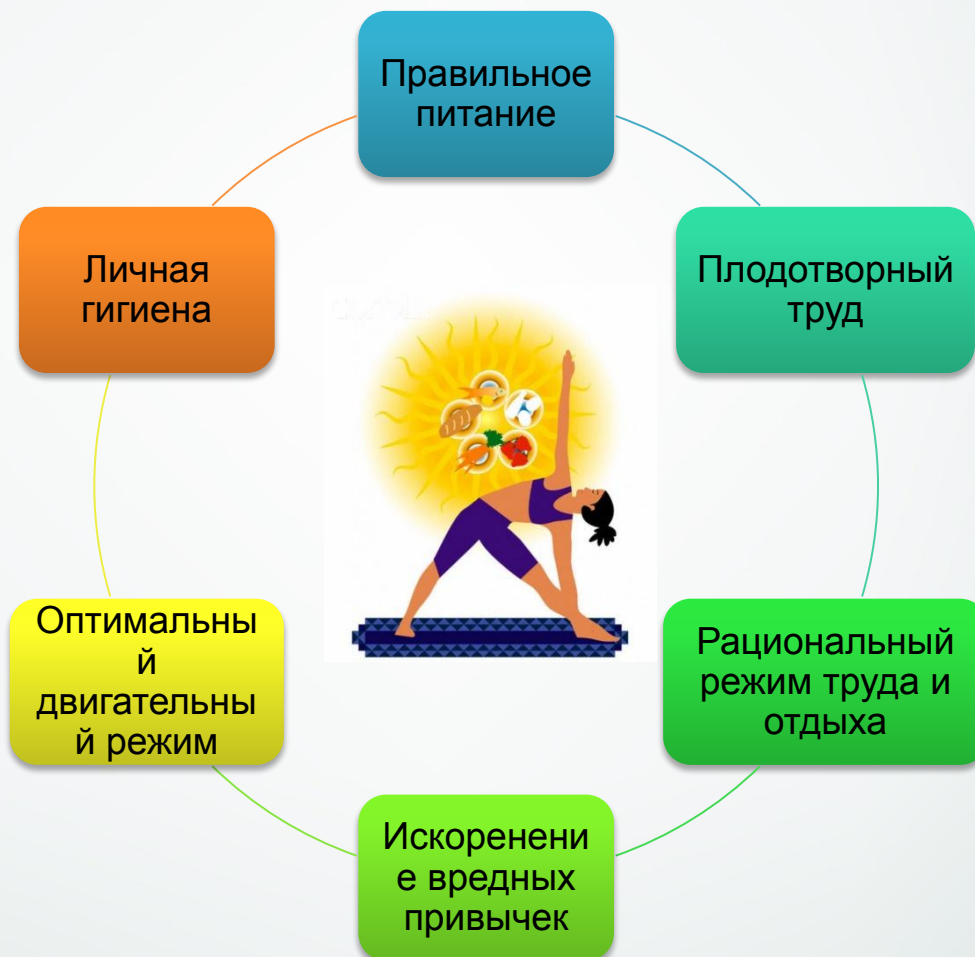 Правильное
питание
Плодотворный
труд
Рациональный
режим труда и
отдыха
Искоренени
е вредных
привычек
Оптимальны
й
двигательны
й режим
Личная
гигиена